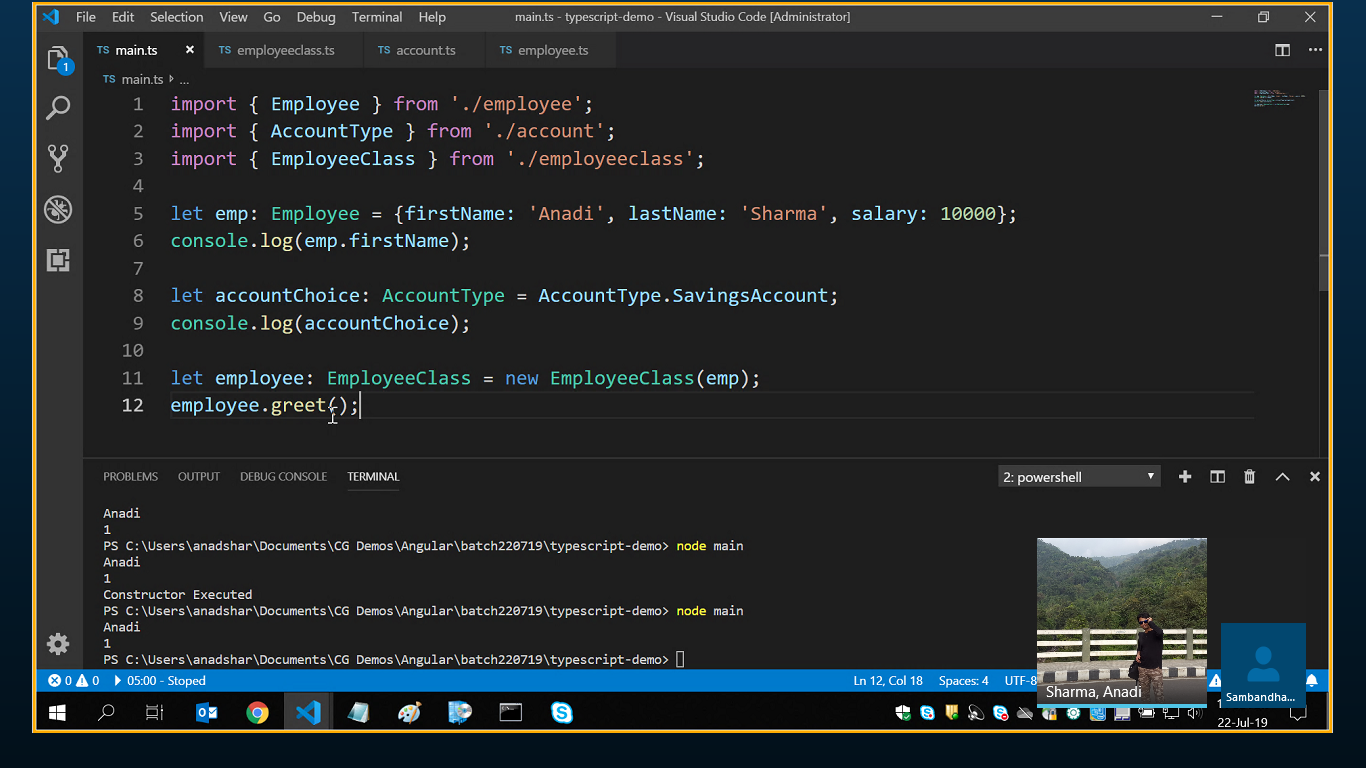 File Edit Selection View Go Debug Terminal Help
main.ts - typescript-demo - Visual Studio Code [Administrator]
TS main.ts × TS employeeclass.ts TS account.ts TS employee.ts
TS main.ts ...
1 import { Employee } from './employee';
2 import { AccountType } from './account';
3 import { EmployeeClass } from './employeeclass';
4
5 let emp: Employee = {firstName: 'Anadi', lastName: 'Sharma', salary: 10000};
6 console.log(emp.firstName);
7
8 let accountChoice: AccountType = AccountType.SavingsAccount;
9 console.log(accountChoice);
10
11 let employee: EmployeeClass = new EmployeeClass(emp);
12 employee.greet();
PROBLEMS OUTPUT DEBUG CONSOLE TERMINAL 2: powershell
Anadi
1
PS C:\Users\anadshar\Documents\CG Demos\Angular\batch220719\typescript-demo> node main
Anadi
1
Constructor Executed
PS C:\Users\anadshar\Documents\CG Demos\Angular\batch220719\typescript-demo> node main
Anadi
1
PS C:\Users\anadshar\Documents\CG Demos\Angular\batch220719\typescript-demo>
0 0 05:00 - Stoped Ln 12, Col 18 Spaces: 4 UTF-8
Sharma, Anadi
Sambandha...
22-Jul-19
1